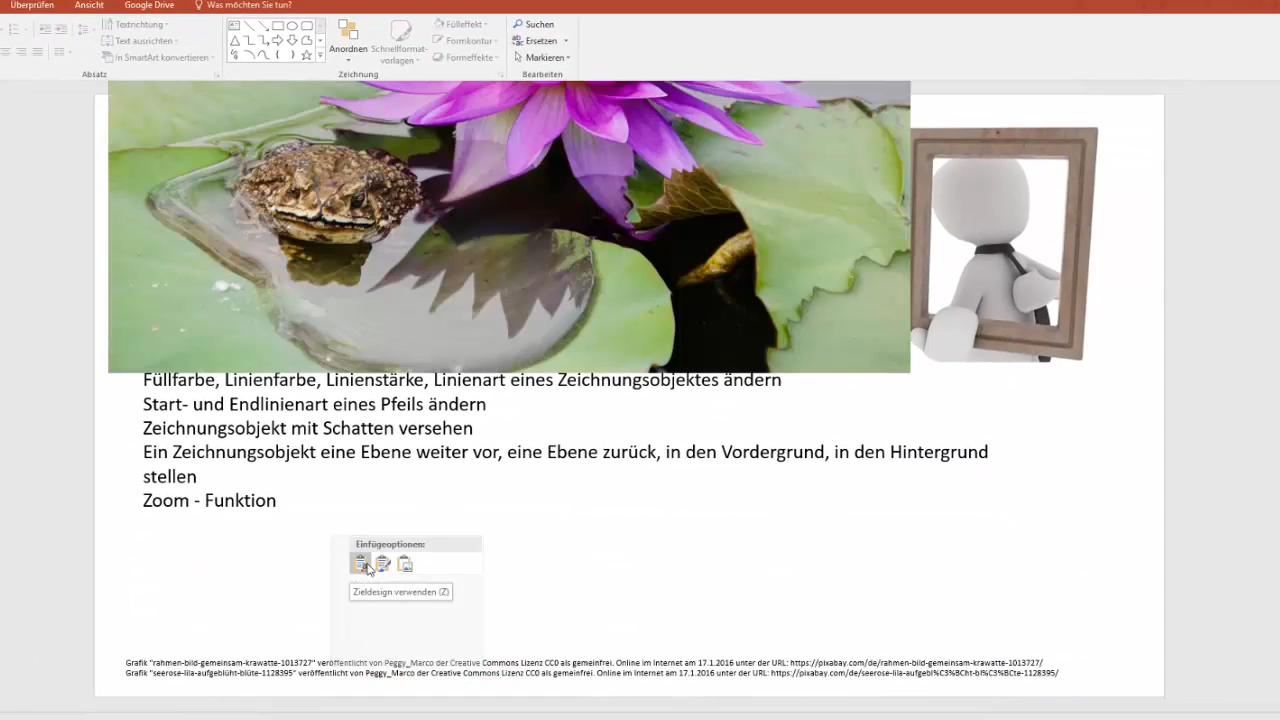 Überprüfen Ansicht Google Drive Was möchten Sie tun?
Textrichtung
Text ausrichten
In SmartArt konvertieren
Absatz
Anordnen
Schnellformat-
vorlagen
Fülleffekt
Formkontur
Formeffekte
Zeichnung
Suchen
Ersetzen
Markieren
Bearbeiten
Füllfarbe, Linienfarbe, Linienstärke, Linienart eines Zeichnungsobjektes ändern
Start- und Endlinienart eines Pfeils ändern
Zeichnungsobjekt mit Schatten versehen
Ein Zeichnungsobjekt eine Ebene weiter vor, eine Ebene zurück, in den Vordergrund, in den Hintergrund
stellen
Zoom - Funktion
Einfügeoptionen:
Zieldesign verwenden (Z)
Grafik "rahmen-bild-gemeinsam-krawatte-1013727" veröffentlicht von Peggy_Marco der Creative Commons Lizenz CC0 als gemeinfrei. Online im Internet am 17.1.2016 unter der URL: https://pixabay.com/de/rahmen-bild-gemeinsam-krawatte-1013727/
Grafik "seerose-lila-aufgeblüht-blüte-1128395" veröffentlicht von Peggy_Marco der Creative Commons Lizenz CC0 als gemeinfrei. Online im Internet am 17.1.2016 unter der URL: https://pixabay.com/de/seerose-lila-aufgebl%C3%BCht-bl%C3%BCte-1128395/